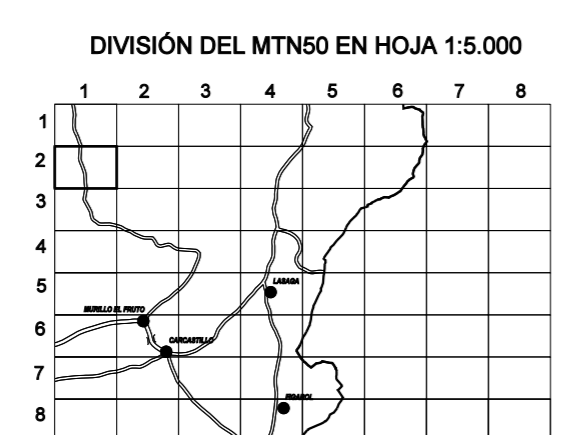 DIVISIÓN DEL MTN50 EN HOJA 1:5.000
1 2 3 4 5 6 7 8
1
2
3
4
5
LASAGA
MURILLO EL FRUTO
6
CARCASTILLO
7
FIGAROL
8